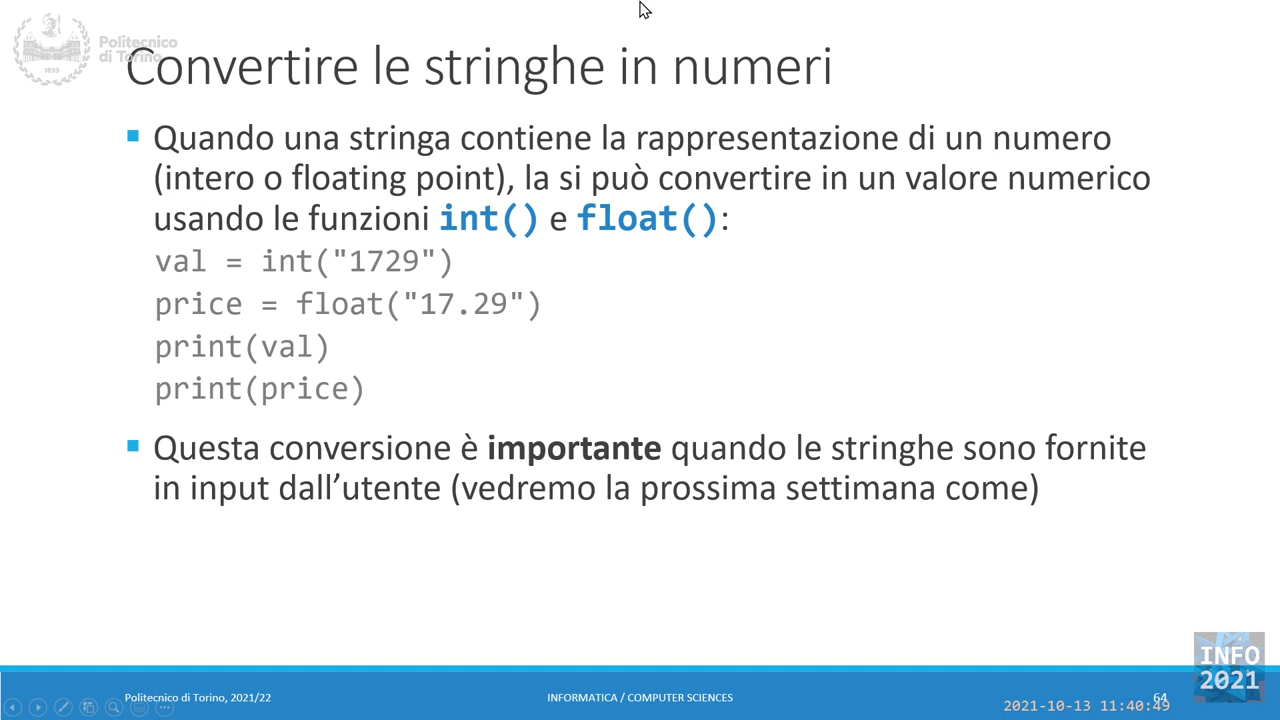 Politecnico
di Torino
1859
Convertire le stringhe in numeri
Quando una stringa contiene la rappresentazione di un numero
(intero o floating point), la si può convertire in un valore numerico
usando le funzioni int() e float():
val = int("1729")
price = float("17.29")
print(val)
print(price)
Questa conversione è importante quando le stringhe sono fornite
in input dall’utente (vedremo la prossima settimana come)
INFO
2021
Politecnico di Torino, 2021/22
INFORMATICA / COMPUTER SCIENCES
64
2021-10-13 11:40:49